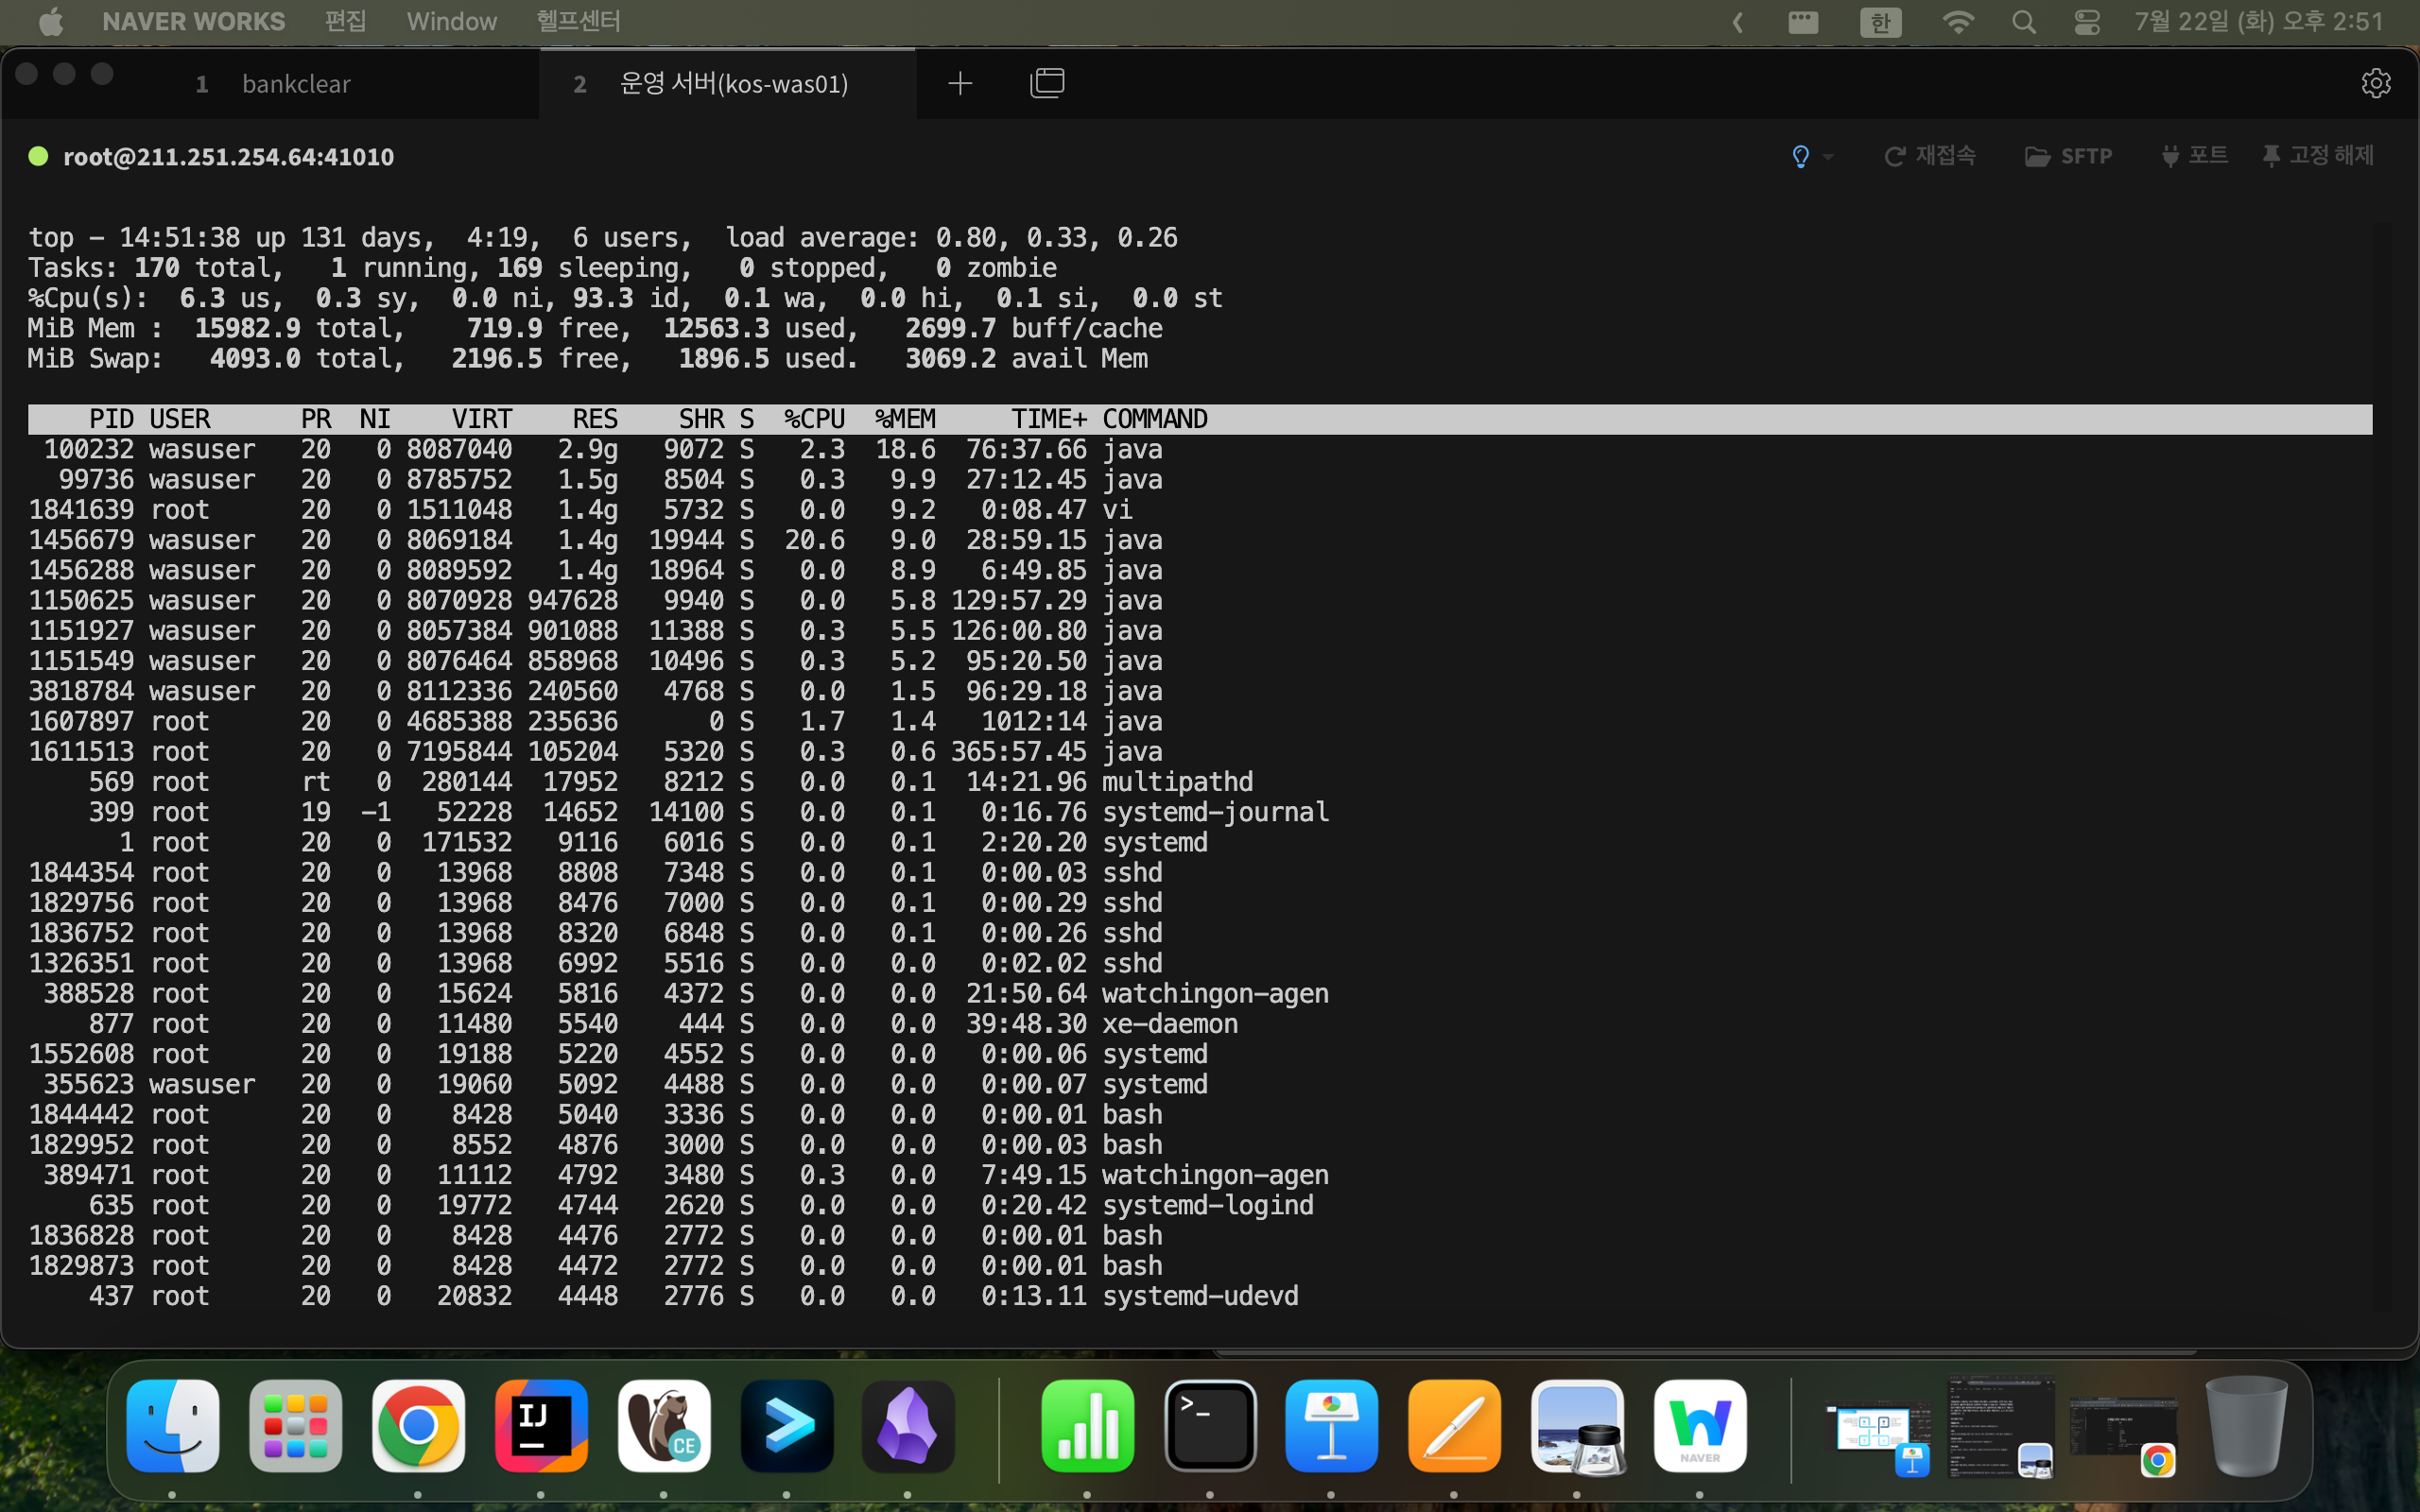 NAVER WORKS 편집 Window 헬프센터 한 7월 22일 (화) 오후 2:51
1 bankclear 2 운영 서버(kos-was01)
root@211.251.254.64:41010 재접속 SFTP 포트 고정 해제
top - 14:51:38 up 131 days,  4:19,  6 users,  load average: 0.80, 0.33, 0.26
Tasks: 170 total,   1 running, 169 sleeping,   0 stopped,   0 zombie
%Cpu(s):  6.3 us,  0.3 sy,  0.0 ni, 93.3 id,  0.1 wa,  0.0 hi,  0.1 si,  0.0 st
MiB Mem :  15982.9 total,    719.9 free,  12563.3 used,   2699.7 buff/cache
MiB Swap:   4093.0 total,   2196.5 free,   1896.5 used.   3069.2 avail Mem
PID USER PR NI VIRT RES SHR S %CPU %MEM TIME+ COMMAND
100232 wasuser 20 0 8087040 2.9g 9072 S 2.3 18.6 76:37.66 java
99736 wasuser 20 0 8785752 1.5g 8504 S 0.3 9.9 27:12.45 java
1841639 root 20 0 1511048 1.4g 5732 S 0.0 9.2 0:08.47 vi
1456679 wasuser 20 0 8069184 1.4g 19944 S 20.6 9.0 28:59.15 java
1456288 wasuser 20 0 8089592 1.4g 18964 S 0.0 8.9 6:49.85 java
1150625 wasuser 20 0 8070928 947628 9940 S 0.0 5.8 129:57.29 java
1151927 wasuser 20 0 8057384 901088 11388 S 0.3 5.5 126:00.80 java
1151549 wasuser 20 0 8076464 858968 10496 S 0.3 5.2 95:20.50 java
3818784 wasuser 20 0 8112336 240560 4768 S 0.0 1.5 96:29.18 java
1607897 root 20 0 4685388 235636 0 S 1.7 1.4 1012:14 java
1611513 root 20 0 7195844 105204 5320 S 0.3 0.6 365:57.45 java
569 root rt 0 280144 17952 8212 S 0.0 0.1 14:21.96 multipathd
399 root 19 -1 52228 14652 14100 S 0.0 0.1 0:16.76 systemd-journal
1 root 20 0 171532 9116 6016 S 0.0 0.1 2:20.20 systemd
1844354 root 20 0 13968 8808 7348 S 0.0 0.1 0:00.03 sshd
1829756 root 20 0 13968 8476 7000 S 0.0 0.1 0:00.29 sshd
1836752 root 20 0 13968 8320 6848 S 0.0 0.1 0:00.26 sshd
1326351 root 20 0 13968 6992 5516 S 0.0 0.0 0:02.02 sshd
388528 root 20 0 15624 5816 4372 S 0.0 0.0 21:50.64 watchingon-agen
877 root 20 0 11480 5540 444 S 0.0 0.0 39:48.30 xe-daemon
1552608 root 20 0 19188 5220 4552 S 0.0 0.0 0:00.06 systemd
355623 wasuser 20 0 19060 5092 4488 S 0.0 0.0 0:00.07 systemd
1844442 root 20 0 8428 5040 3336 S 0.0 0.0 0:00.01 bash
1829952 root 20 0 8552 4876 3000 S 0.0 0.0 0:00.03 bash
389471 root 20 0 11112 4792 3480 S 0.3 0.0 7:49.15 watchingon-agen
635 root 20 0 19772 4744 2620 S 0.0 0.0 0:20.42 systemd-logind
1836828 root 20 0 8428 4476 2772 S 0.0 0.0 0:00.01 bash
1829873 root 20 0 8428 4472 2772 S 0.0 0.0 0:00.01 bash
437 root 20 0 20832 4448 2776 S 0.0 0.0 0:13.11 systemd-udevd
IJ CE >_ W NAVER